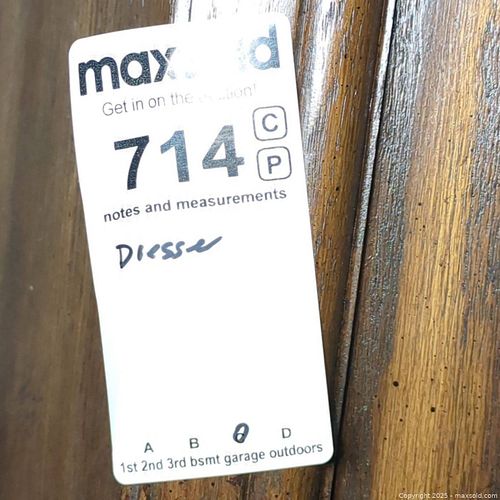 maxsold
Get in on the auction!
714 C
P
notes and measurements
Dresser
A B D
1st 2nd 3rd bsmt garage outdoors
Copyright 2025 - maxsold.com